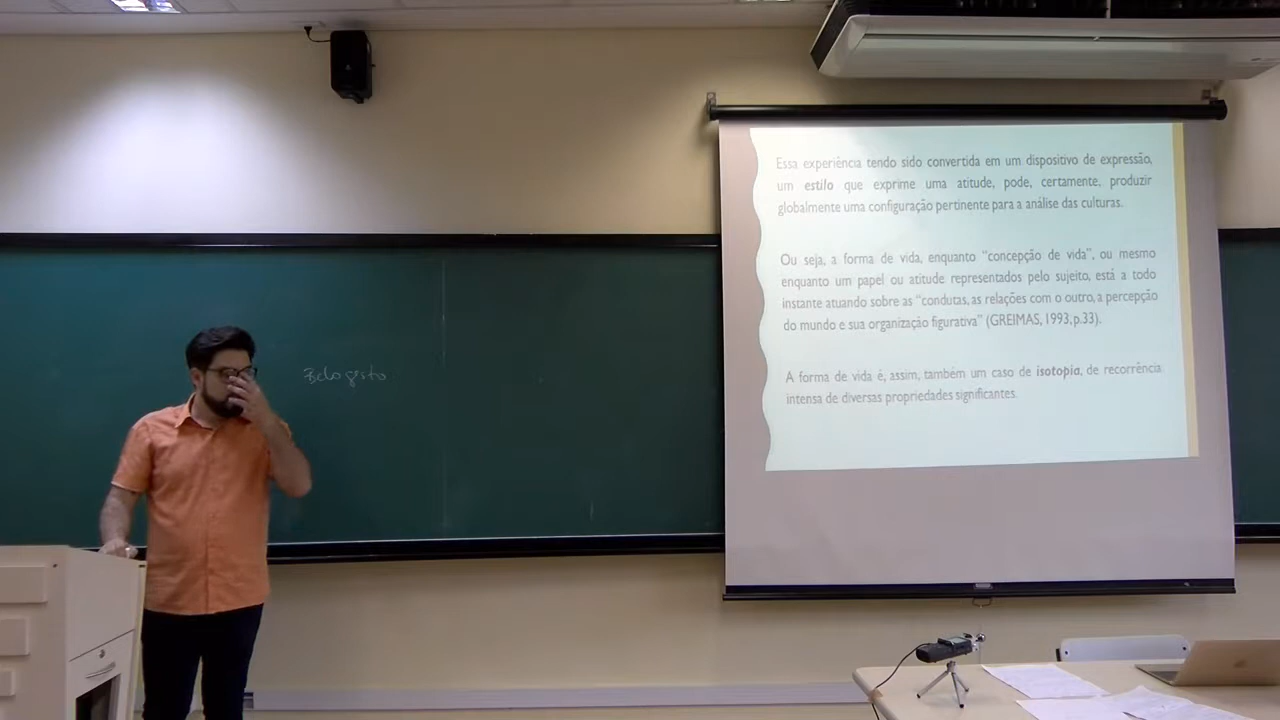 Essa experiência tendo sido convertida em um dispositivo de expressão,
um estilo que exprime uma atitude, pode, certamente, produzir
globalmente uma configuração pertinente para a análise das culturas.
Ou seja, a forma de vida, enquanto “concepção de vida”, ou mesmo
enquanto um papel ou atitude representados pelo sujeito, está a todo
instante atuando sobre as “condutas, as relações com o outro, a percepção
do mundo e sua organização figurativa” (GREIMAS, 1993, p.33).
A forma de vida é, assim, também um caso de isotopia, de recorrência
intensa de diversas propriedades significantes.